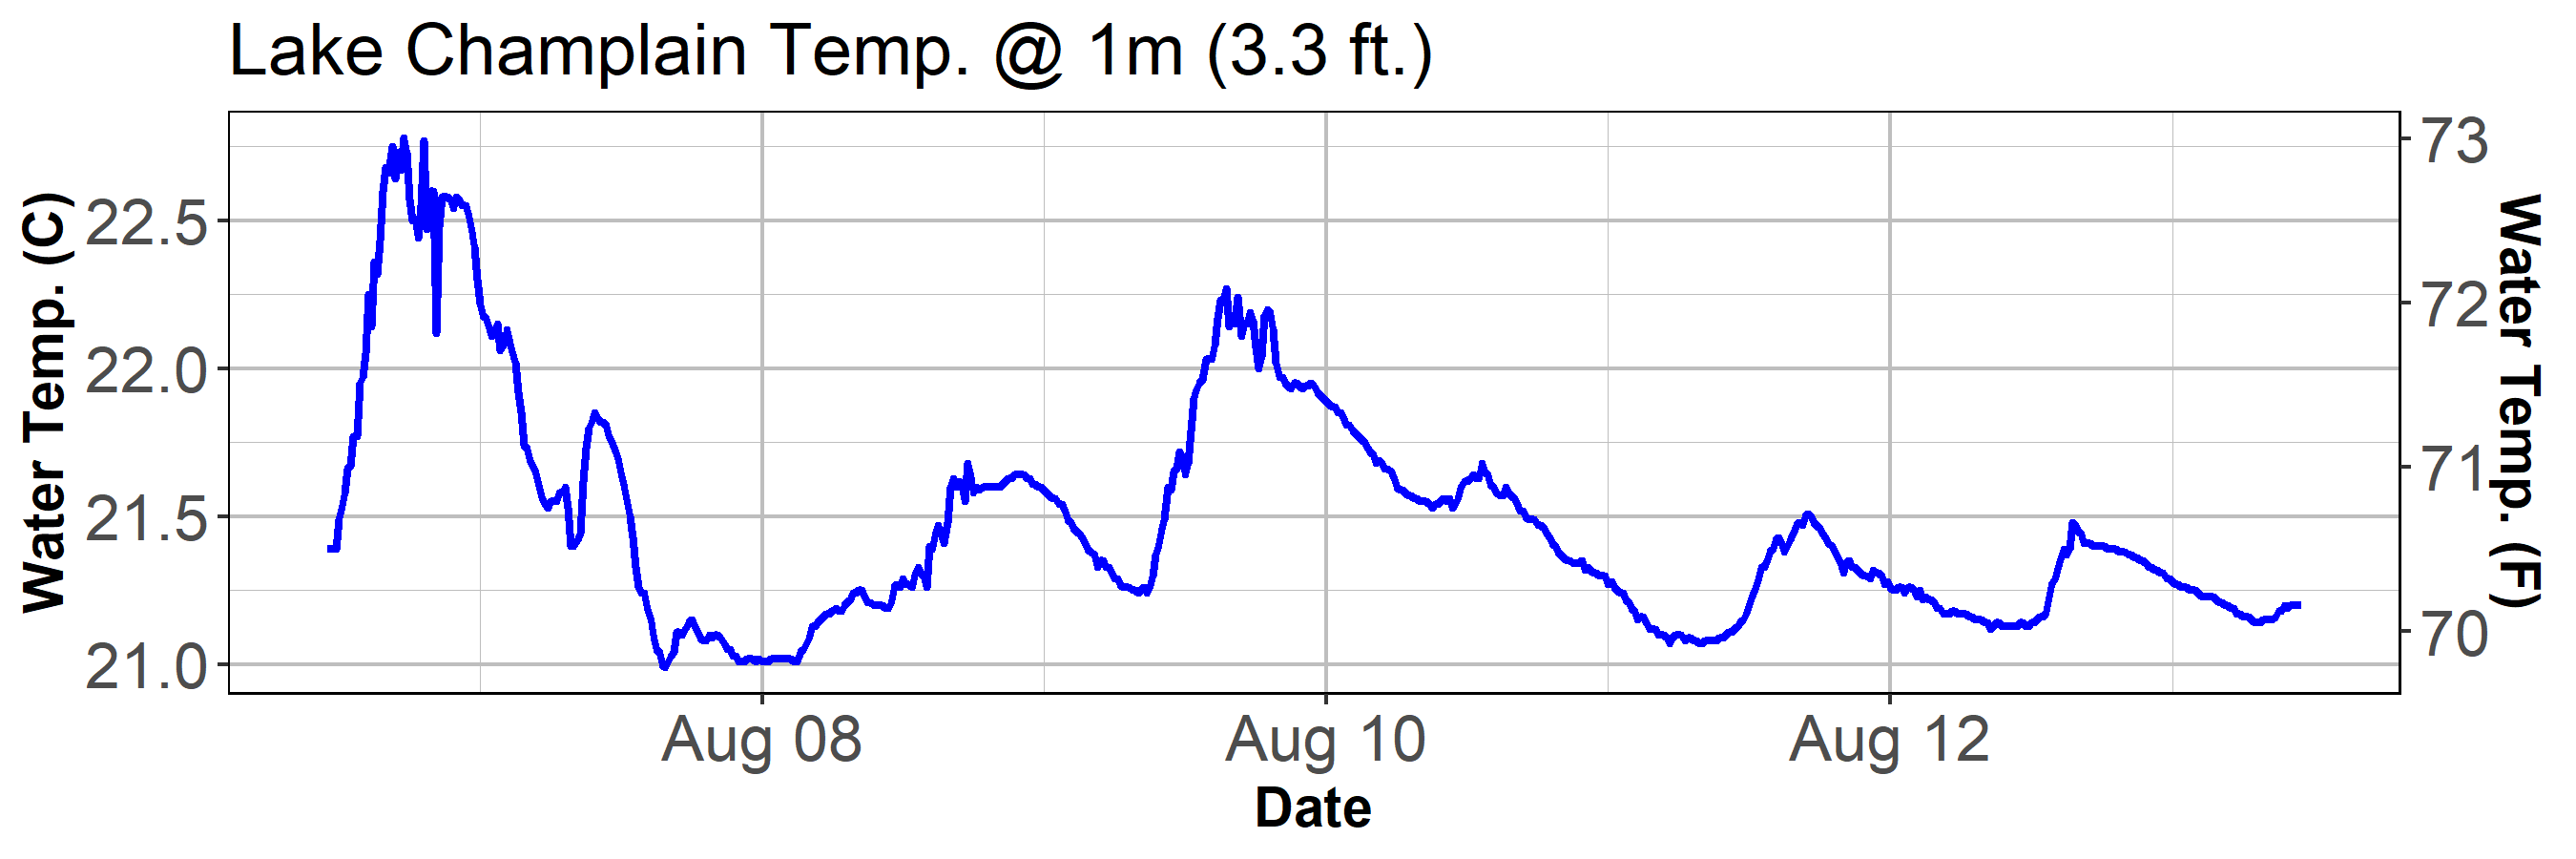 Lake Champlain Temp. @ 1m (3.3 ft.)
Water Temp. (C)
22.5
22.0
21.5
21.0
73
72
71
70
Water Temp. (F)
Aug 08
Aug 10
Aug 12
Date